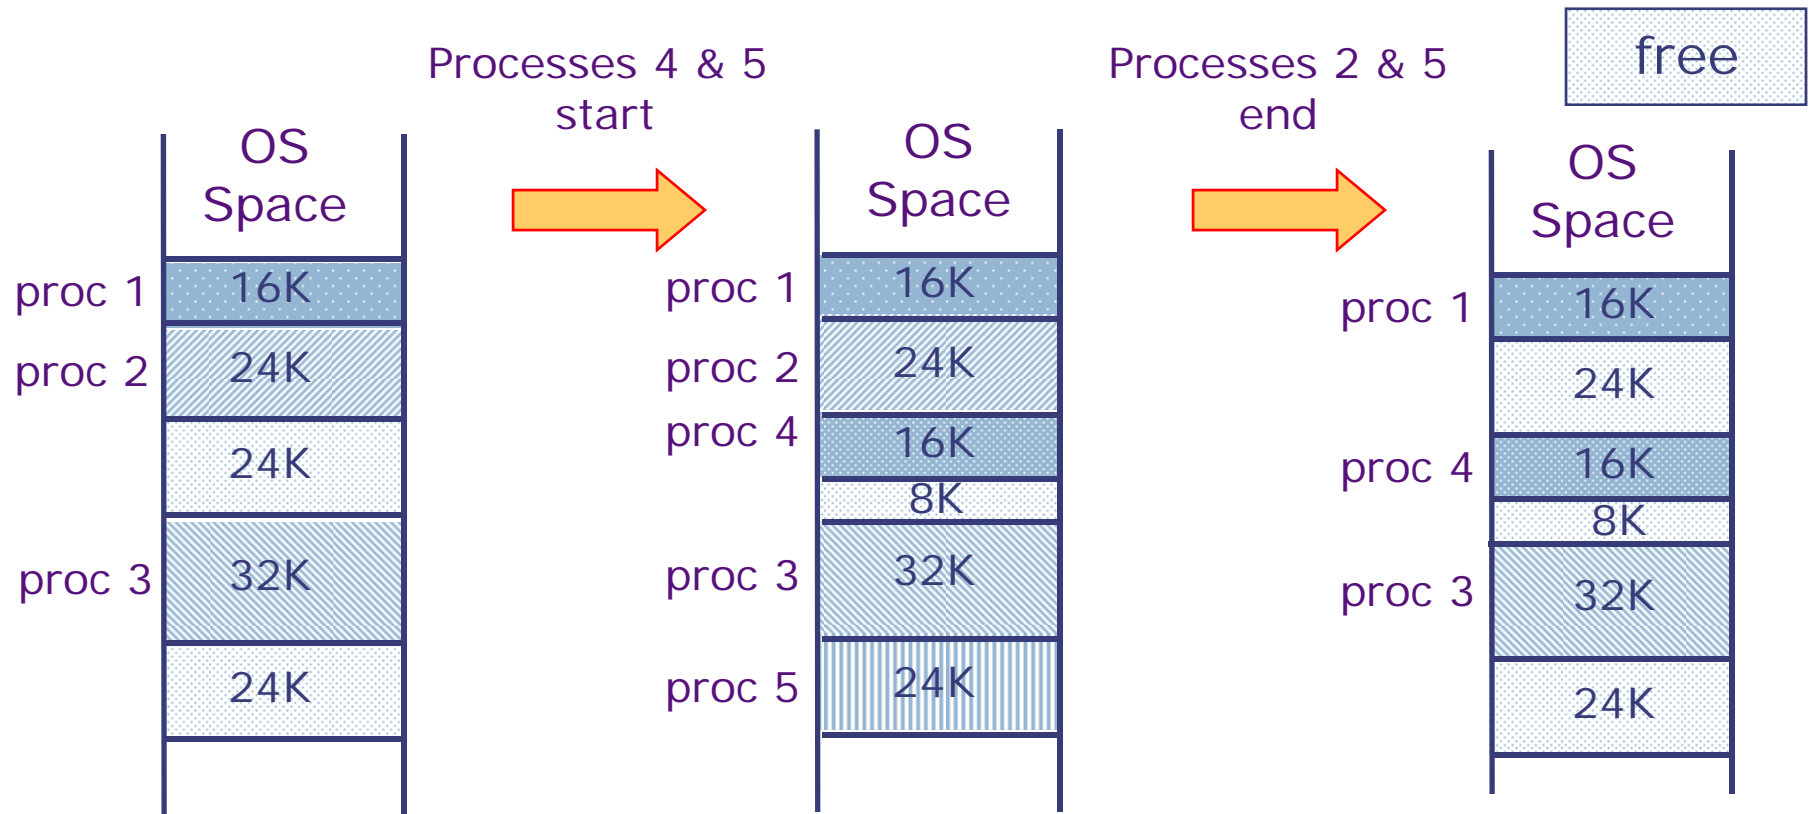 Processes 4 & 5
start
Processes 2 & 5
end
free
OS
Space
proc 1 16K
proc 2 24K
24K
proc 3 32K
24K
OS
Space
proc 1 16K
proc 2 24K
proc 4 16K
8K
proc 3 32K
proc 5 24K
OS
Space
proc 1 16K
24K
proc 4 16K
8K
proc 3 32K
24K